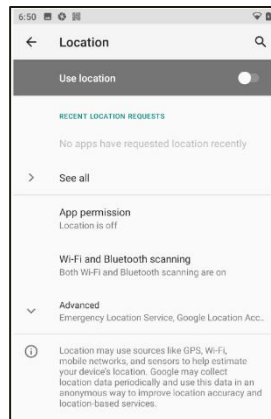 6:50
Location
Use location
RECENT LOCATION REQUESTS
No apps have requested location recently
See all
App permission
Location is off
Wi-Fi and Bluetooth scanning
Both Wi-Fi and Bluetooth scanning are on
Advanced
Emergency Location Service, Google Location Acc..
Location may use sources like GPS, Wi-Fi,
mobile networks, and sensors to help estimate
your device's location. Google may collect
location data periodically and use this data in an
anonymous way to improve location accuracy and
location-based services.